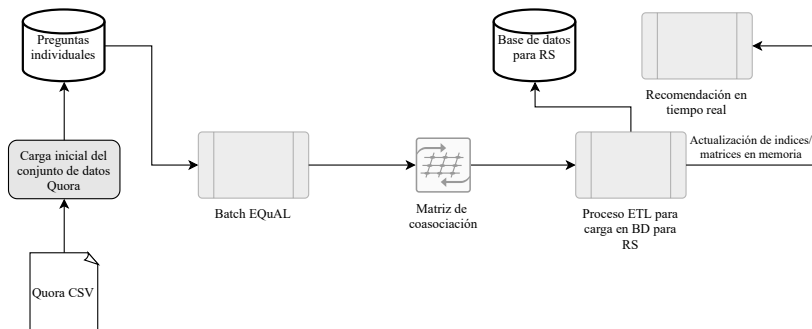 Preguntas
individuales
Base de datos
para RS
Recomendación en
tiempo real
Carga inicial del
conjunto de datos
Quora
Actualización de indices/
matrices en memoria
Batch EQuAL
Matriz de
coasociación
Proceso ETL para
carga en BD para
RS
Quora CSV